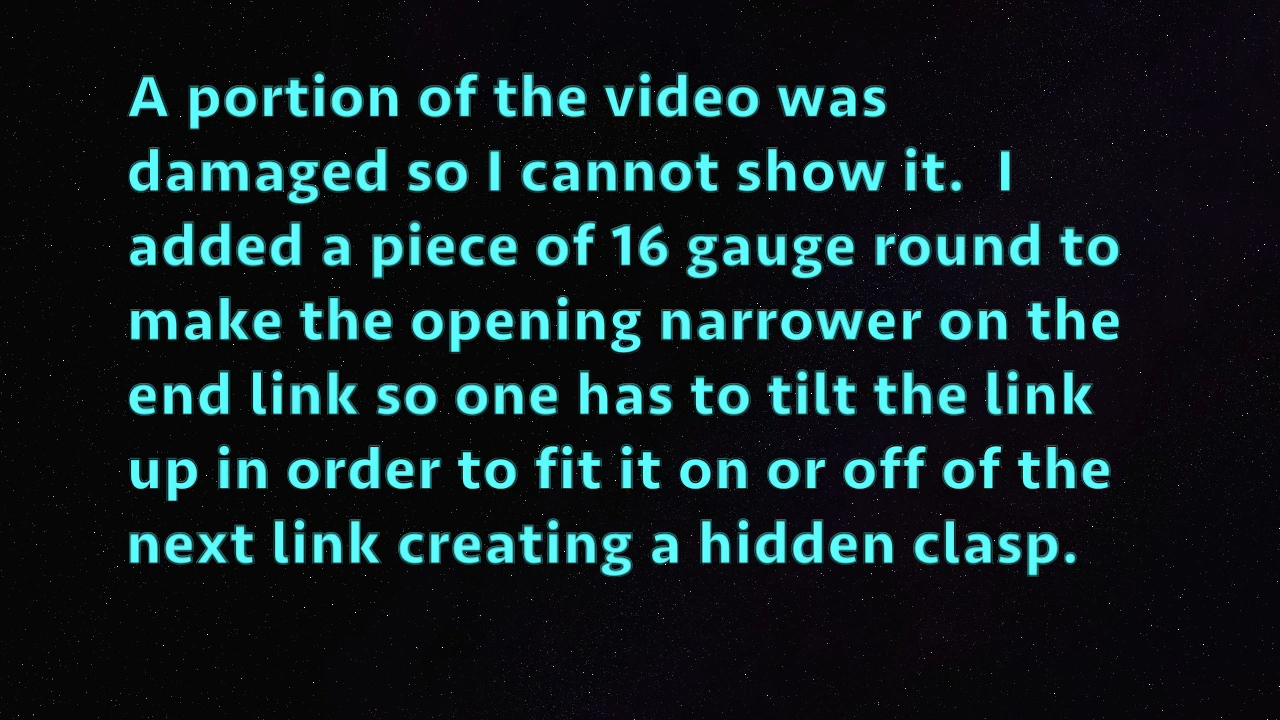 A portion of the video was
damaged so I cannot show it.  I
added a piece of 16 gauge round to
make the opening narrower on the
end link so one has to tilt the link
up in order to fit it on or off of the
next link creating a hidden clasp.